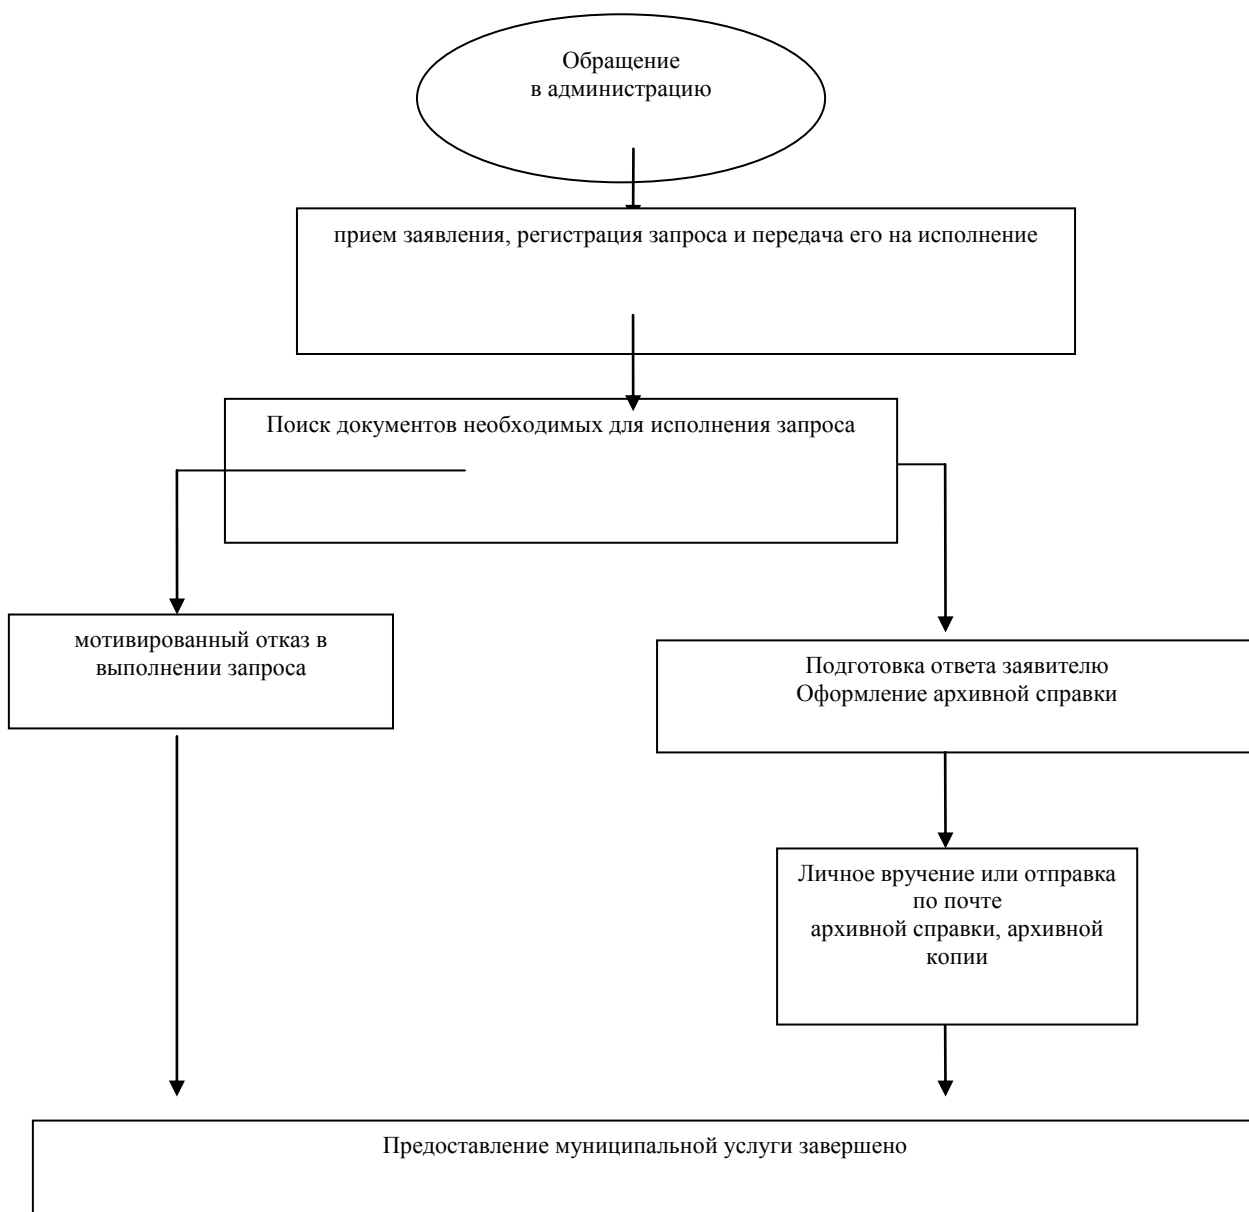 Обращение
в администрацию
прием заявления, регистрация запроса и передача его на исполнение
Поиск документов необходимых для исполнения запроса
мотивированный отказ в
выполнении запроса
Подготовка ответа заявителю
Оформление архивной справки
Личное вручение или отправка
по почте
архивной справки, архивной
копии
Предоставление муниципальной услуги завершено